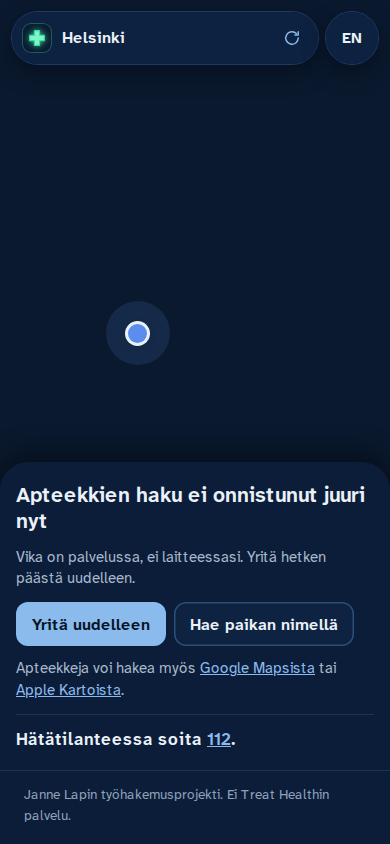 Helsinki
EN
Apteekkien haku ei onnistunut juuri
nyt
Vika on palvelussa, ei laitteessasi. Yritä hetken
päästä uudelleen.
Yritä uudelleen
Hae paikan nimellä
Apteekkeja voi hakea myös Google Mapsista tai
Apple Kartoista.
Hätätilanteessa soita 112.
Janne Lapin työhakemusprojekti. Ei Treat Healthin
palvelu.